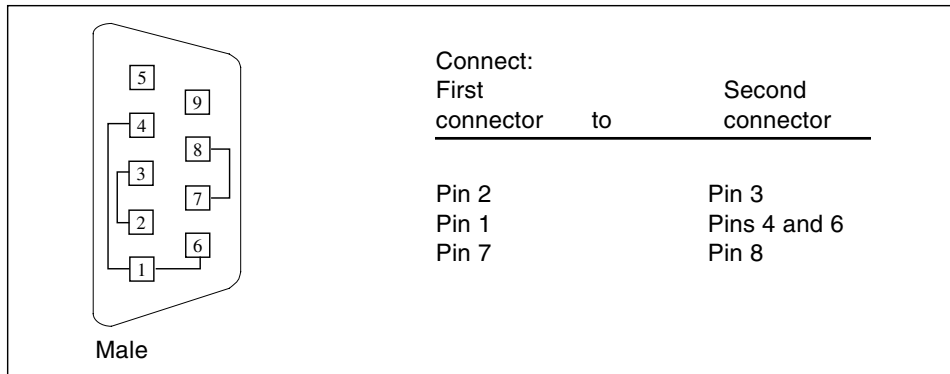 5
9
4
8
3
7
2
6
1
Male
Connect:
First Second
connector to connector
Pin 2 Pin 3
Pin 1 Pins 4 and 6
Pin 7 Pin 8